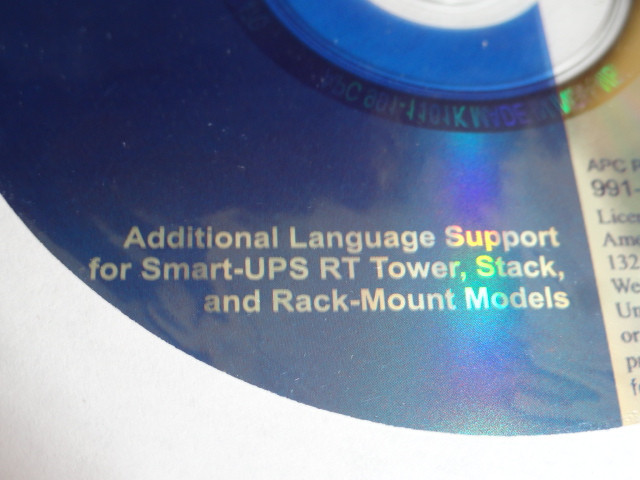 Additional Language Support
for Smart-UPS RT Tower, Stack,
and Rack-Mount Models
APC
991
Licen
Ame
132
We
Un
or